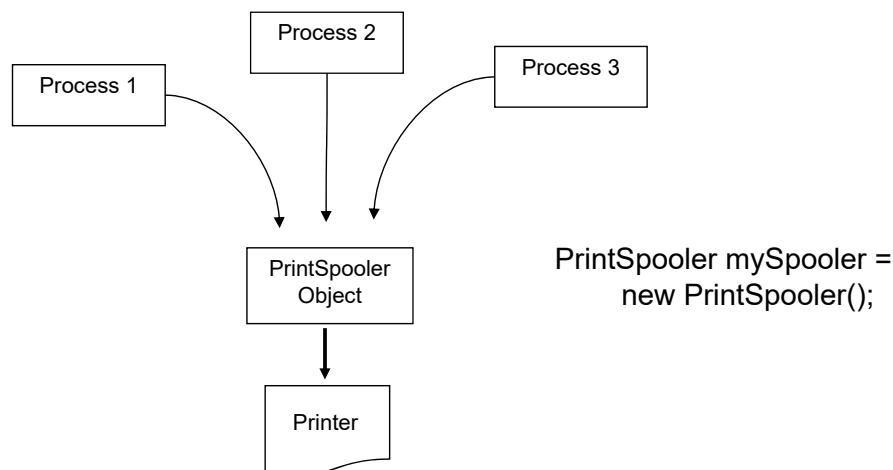 Process 2
Process 1
Process 3
PrintSpooler
Object
PrintSpooler mySpooler =
new PrintSpooler();
Printer